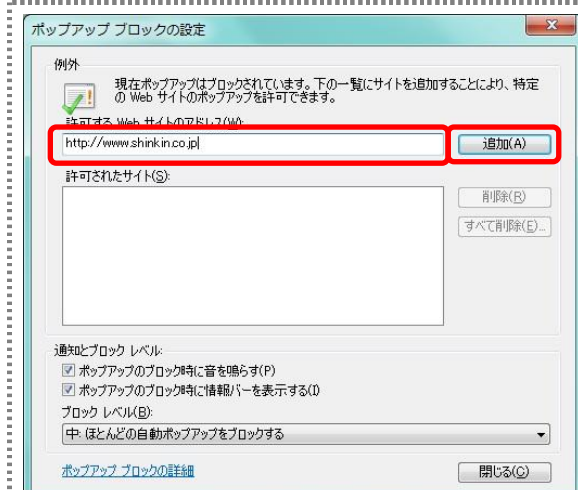 ポップアップ ブロックの設定
例外
現在ポップアップはブロックされています。下の一覧にサイトを追加することにより、特定
の Web サイトのポップアップを許可できます。
許可する Web サイトのアドレス(W):
http://www.shinkin.co.jp
追加(A)
許可されたサイト(S):
削除(R)
すべて削除(E)...
通知とブロック レベル:
ポップアップのブロック時に音を鳴らす(P)
ポップアップのブロック時に情報バーを表示する(I)
ブロック レベル(B):
中: ほとんどの自動ポップアップをブロックする
ポップアップ ブロックの詳細
閉じる(C)